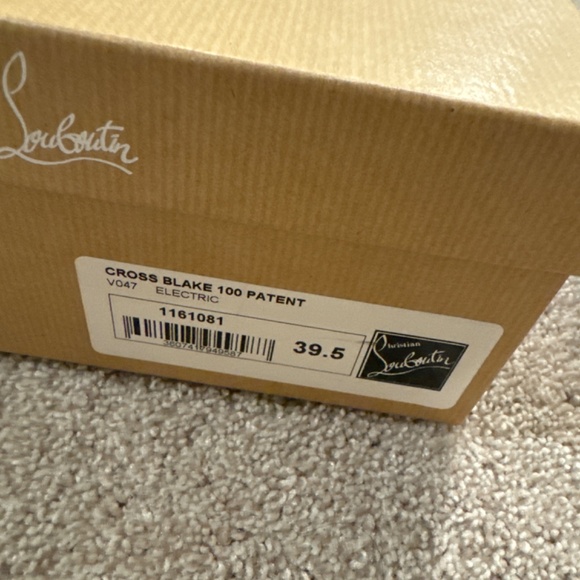 Louboutin
CROSS BLAKE 100 PATENT
V047 ELECTRIC
1161081
39.5
Christian
Louboutin